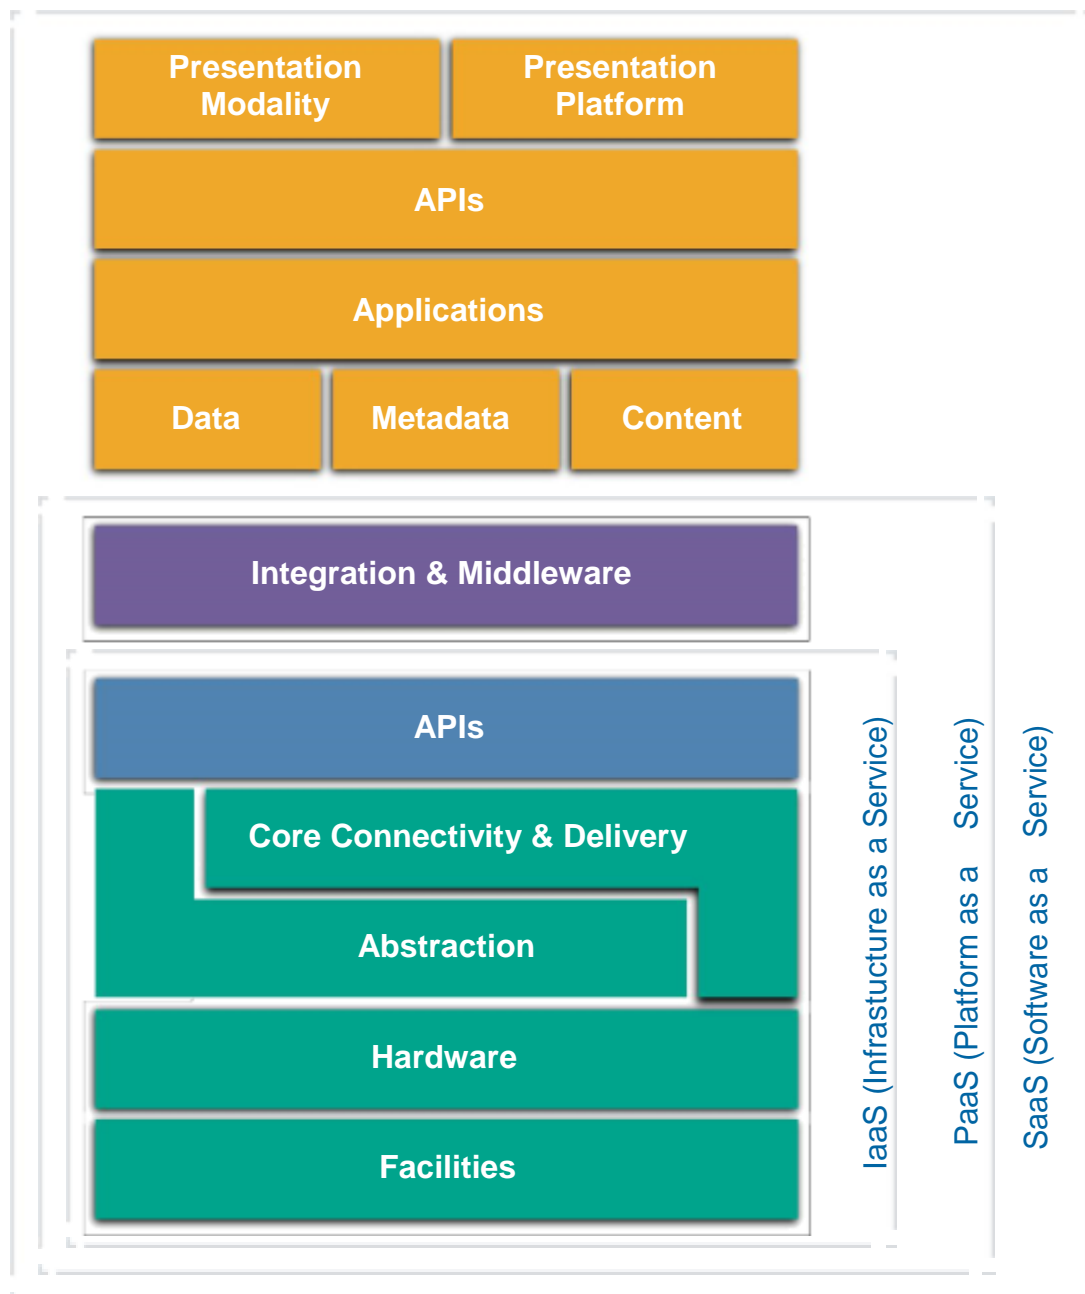 Presentation
Modality
Presentation
Platform
APIs
Applications
Data
Metadata
Content
Integration & Middleware
APIs
Core Connectivity & Delivery
Abstraction
Hardware
Facilities
IaaS (Infrastucture as a Service)
PaaS (Platform as a Service)
SaaS (Software as a Service)